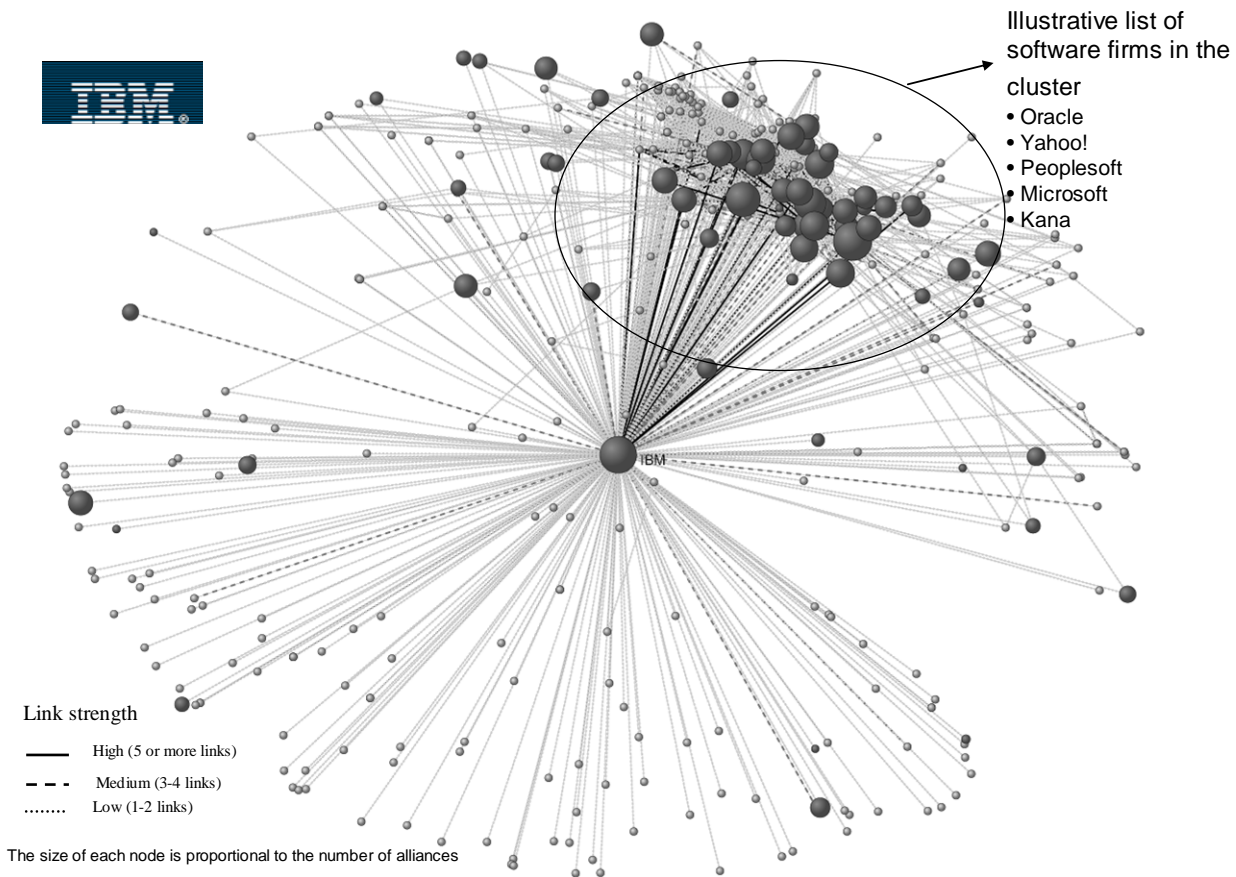 IBM®
Illustrative list of
software firms in the
cluster
• Oracle
• Yahoo!
• Peoplesoft
• Microsoft
• Kana
IBM
Link strength
High (5 or more links)
Medium (3-4 links)
Low (1-2 links)
The size of each node is proportional to the number of alliances